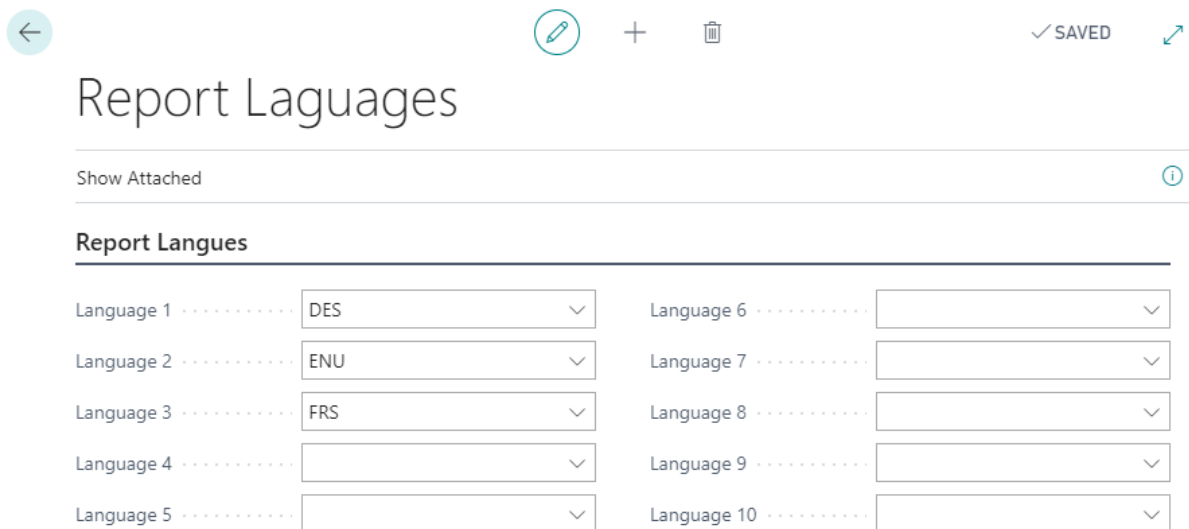 SAVED
Report Laguages
Show Attached
Report Langues
Language 1 DES
Language 2 ENU
Language 3 FRS
Language 4
Language 5
Language 6
Language 7
Language 8
Language 9
Language 10